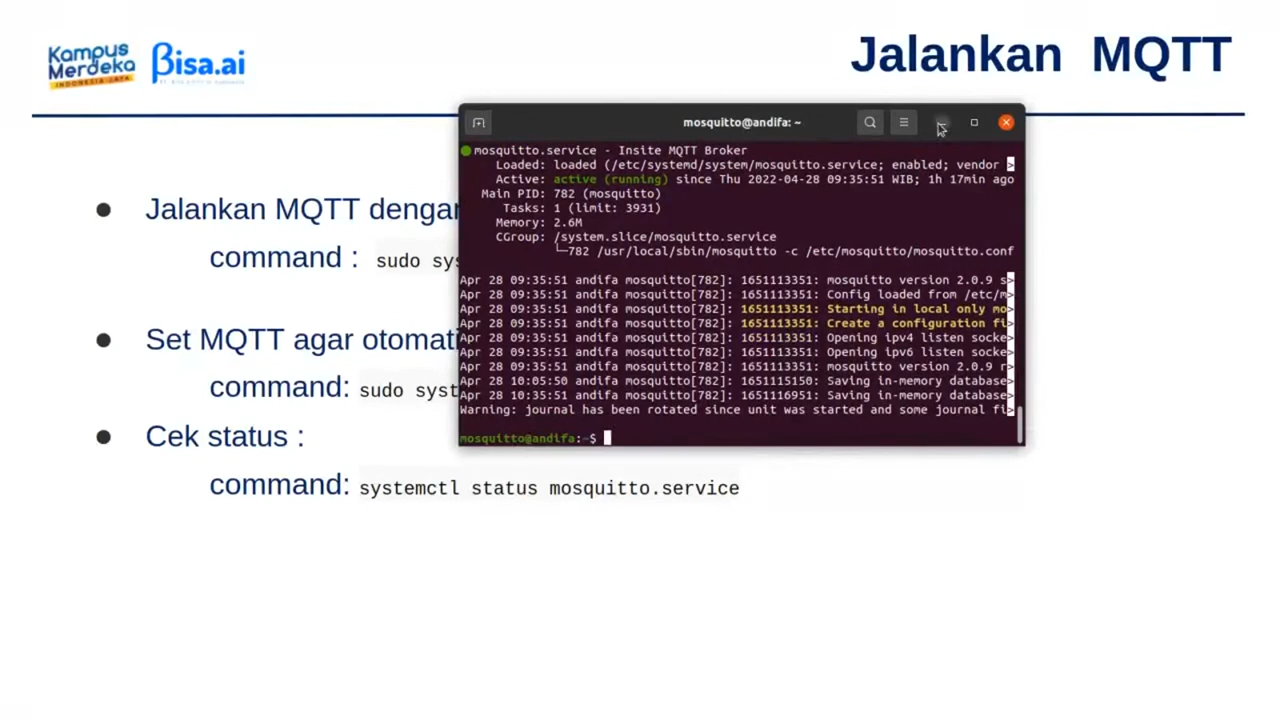 Kampus
Merdeka
INDONESIA JAYA
βisa.ai
Jalankan MQTT
mosquitto@andifa: ~
mosquitto.service - Insite MQTT Broker
Loaded: loaded (/etc/systemd/system/mosquitto.service; enabled; vendor >
Active: active (running) since Thu 2022-04-28 09:35:51 WIB; 1h 17min ago
Main PID: 782 (mosquitto)
Tasks: 1 (limit: 3931)
Memory: 2.6M
CGroup: /system.slice/mosquitto.service
└─782 /usr/local/sbin/mosquitto -c /etc/mosquitto/mosquitto.conf
Apr 28 09:35:51 andifa mosquitto[782]: 1651113351: mosquitto version 2.0.9 s>
Apr 28 09:35:51 andifa mosquitto[782]: 1651113351: Config loaded from /etc/m>
Apr 28 09:35:51 andifa mosquitto[782]: 1651113351: Starting in local only mo>
Apr 28 09:35:51 andifa mosquitto[782]: 1651113351: Create a configuration fi>
Apr 28 09:35:51 andifa mosquitto[782]: 1651113351: Opening ipv4 listen socke>
Apr 28 09:35:51 andifa mosquitto[782]: 1651113351: Opening ipv6 listen socke>
Apr 28 09:35:51 andifa mosquitto[782]: 1651113351: mosquitto version 2.0.9 r>
Apr 28 10:05:50 andifa mosquitto[782]: 1651115150: Saving in-memory database>
Apr 28 10:35:51 andifa mosquitto[782]: 1651116951: Saving in-memory database>
Warning: journal has been rotated since unit was started and some journal fi>
mosquitto@andifa:~$
● Jalankan MQTT dengan
command : sudo sys
● Set MQTT agar otomati
command: sudo syst
● Cek status :
command: systemctl status mosquitto.service